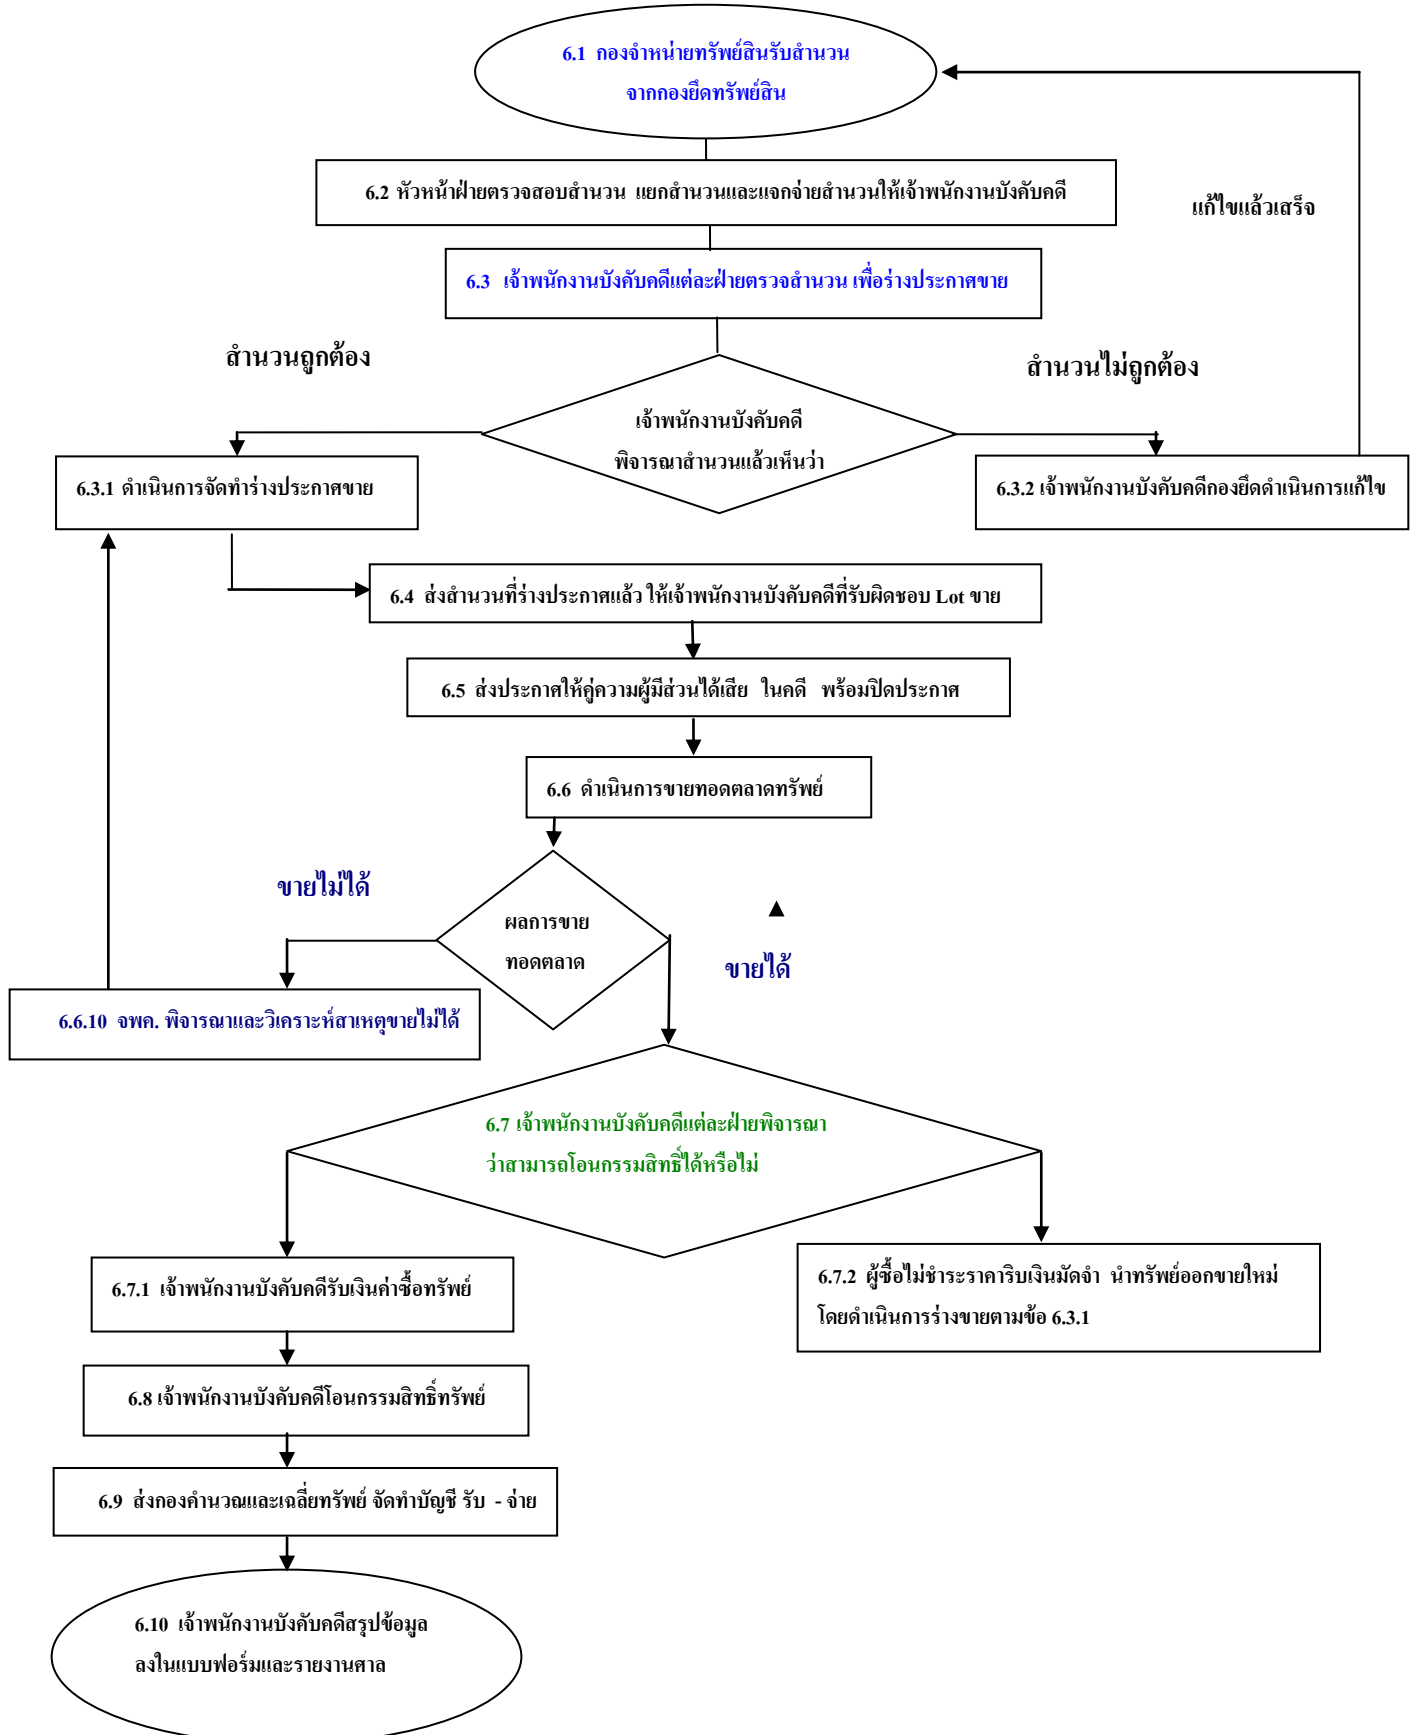 6.1 กองจำหน่ายทรัพย์สินรับสำนวน
จากกองยึดทรัพย์สิน
6.2 หัวหน้าฝ่ายตรวจสอบสำนวน แยกสำนวนและแจกจ่ายสำนวนให้เจ้าพนักงานบังคับคดี
แก้ไขแล้วเสร็จ
6.3 เจ้าพนักงานบังคับคดีแต่ละฝ่ายตรวจสำนวน เพื่อร่างประกาศขาย
สำนวนถูกต้อง
สำนวนไม่ถูกต้อง
เจ้าพนักงานบังคับคดี
พิจารณาสำนวนแล้วเห็นว่า
6.3.1 ดำเนินการจัดทำร่างประกาศขาย
6.3.2 เจ้าพนักงานบังคับคดีกองยึดดำเนินการแก้ไข
6.4 ส่งสำนวนที่ร่างประกาศแล้ว ให้เจ้าพนักงานบังคับคดีที่รับผิดชอบ Lot ขาย
6.5 ส่งประกาศให้คู่ความผู้มีส่วนได้เสีย ในคดี พร้อมปิดประกาศ
6.6 ดำเนินการขายทอดตลาดทรัพย์
ขายไม่ได้
ผลการขาย
ทอดตลาด
ขายได้
6.6.10 จพค. พิจารณาและวิเคราะห์สาเหตุขายไม่ได้
6.7 เจ้าพนักงานบังคับคดีแต่ละฝ่ายพิจารณา
ว่าสามารถโอนกรรมสิทธิ์ได้หรือไม่
6.7.1 เจ้าพนักงานบังคับคดีรับเงินค่าซื้อทรัพย์
6.7.2 ผู้ซื้อไม่ชำระราคาริบเงินมัดจำ นำทรัพย์ออกขายใหม่
โดยดำเนินการร่างขายตามข้อ 6.3.1
6.8 เจ้าพนักงานบังคับคดีโอนกรรมสิทธิ์ทรัพย์
6.9 ส่งกองคำนวณและเฉลี่ยทรัพย์ จัดทำบัญชี รับ - จ่าย
6.10 เจ้าพนักงานบังคับคดีสรุปข้อมูล
ลงในแบบฟอร์มและรายงานศาล